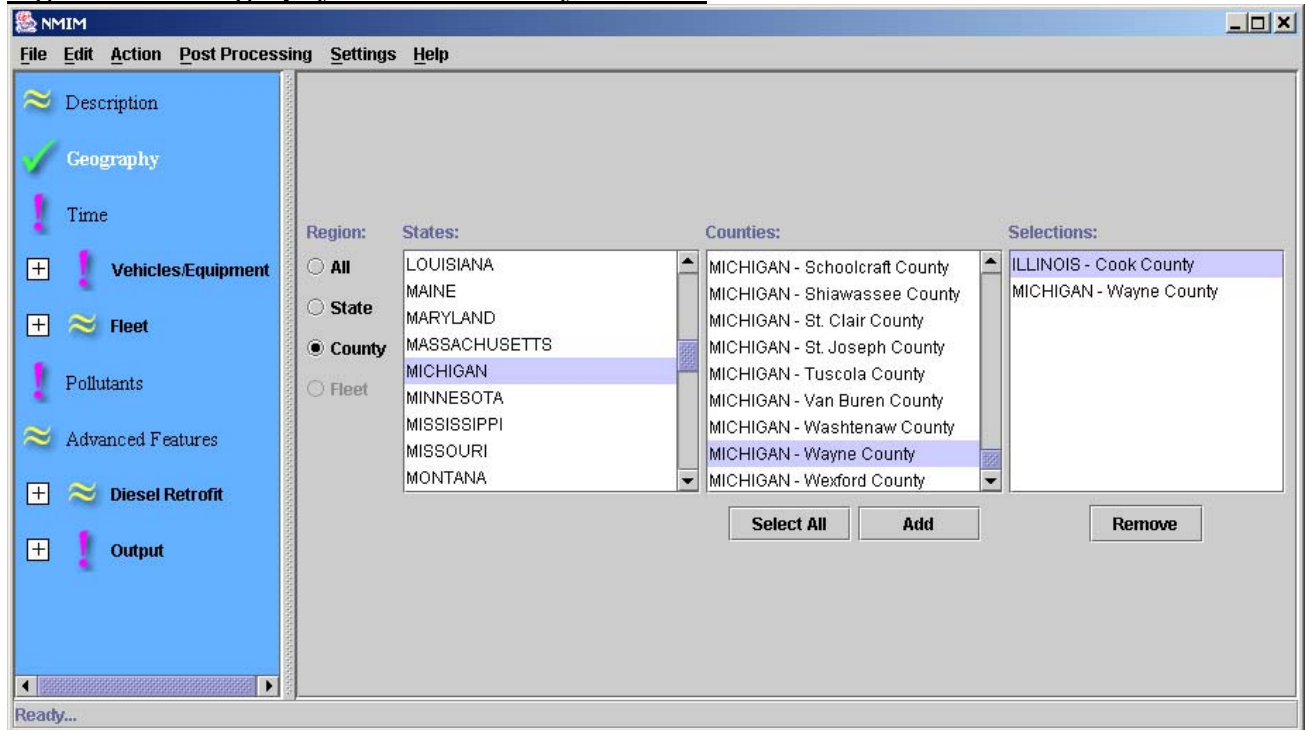 NMIM
File Edit Action Post Processing Settings Help
Description
Geography
Time
Vehicles/Equipment
Fleet
Pollutants
Advanced Features
Diesel Retrofit
Output
Region:
All
State
County
Fleet
States:
LOUISIANA
MAINE
MARYLAND
MASSACHUSETTS
MICHIGAN
MINNESOTA
MISSISSIPPI
MISSOURI
MONTANA
Counties:
MICHIGAN - Schoolcraft County
MICHIGAN - Shiawassee County
MICHIGAN - St. Clair County
MICHIGAN - St. Joseph County
MICHIGAN - Tuscola County
MICHIGAN - Van Buren County
MICHIGAN - Washtenaw County
MICHIGAN - Wayne County
MICHIGAN - Wexford County
Select All Add
Selections:
ILLINOIS - Cook County
MICHIGAN - Wayne County
Remove
Ready...